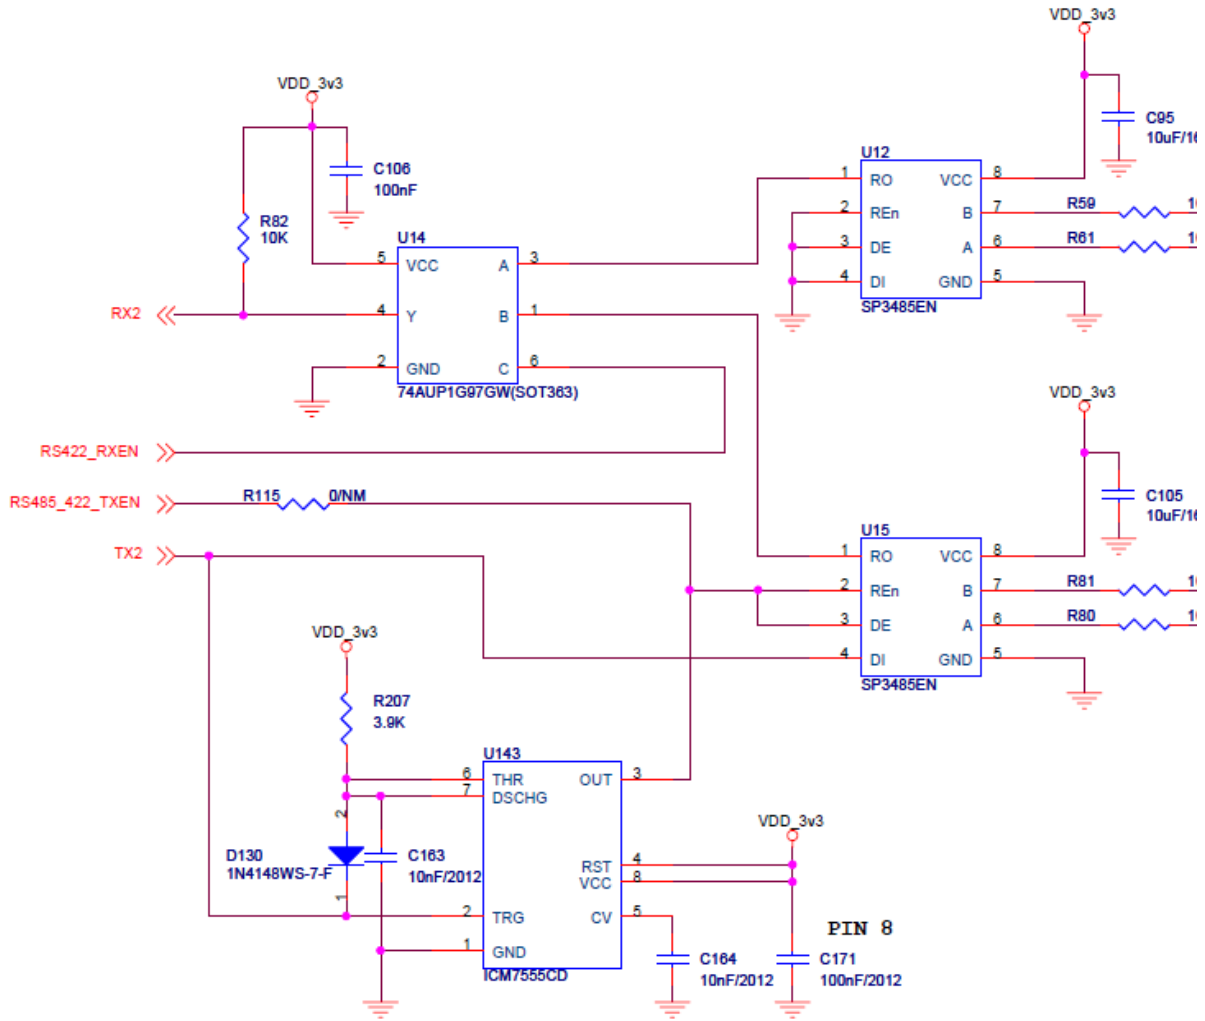 VDD_3v3
VDD_3v3
C95
10uF/16
C106
100nF
R82
10K
U12
1 RO VCC 8
2 REn B 7
3 DE A 6
4 DI GND 5
SP3485EN
R59 10
R61 10
U14
5 VCC A 3
4 Y B 1
2 GND C 6
74AUP1G97GW(SOT363)
RX2
RS422_RXEN
RS485_422_TXEN
R115 0/NM
TX2
VDD_3v3
C105
10uF/16
U15
1 RO VCC 8
2 REn B 7
3 DE A 6
4 DI GND 5
SP3485EN
R81 10
R80 10
VDD_3v3
R207
3.9K
U143
6 THR OUT 3
7 DSCHG
2
D130
1N4148WS-7-F
1
C163
10nF/2012
RST 4
VCC 8
2 TRG CV 5
1 GND
ICM7555CD
VDD_3v3
PIN 8
C164
10nF/2012
C171
100nF/2012